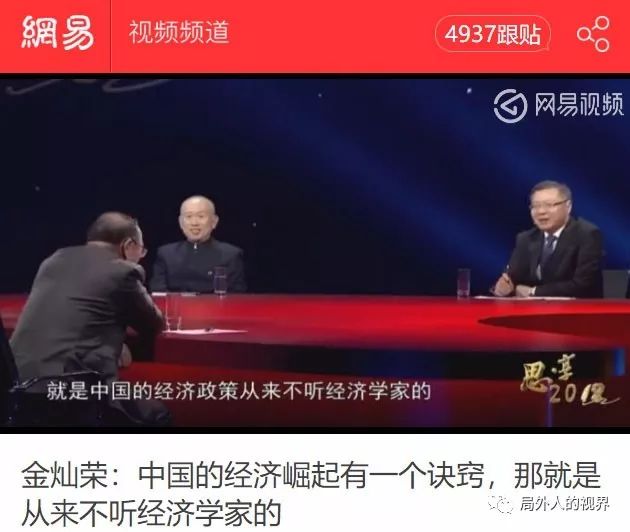 網易
视频频道
4937跟贴
网易视频
就是中国的经济政策从来不听经济学家的
思享
金灿荣：中国的经济崛起有一个诀窍，那就是
从来不听经济学家的
局外人的视界